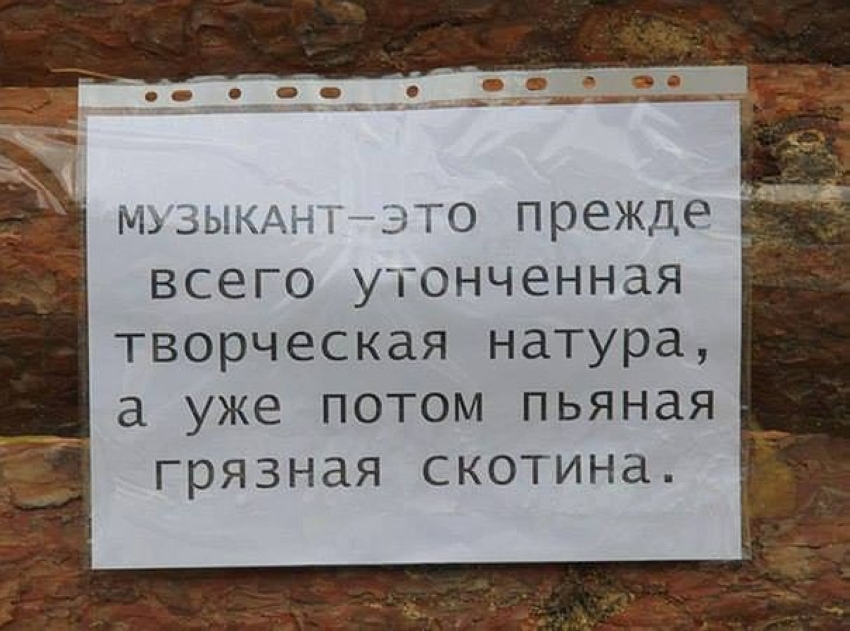 музыкант-это прежде
всего утонченная
творческая натура,
а уже потом пьяная
грязная скотина.